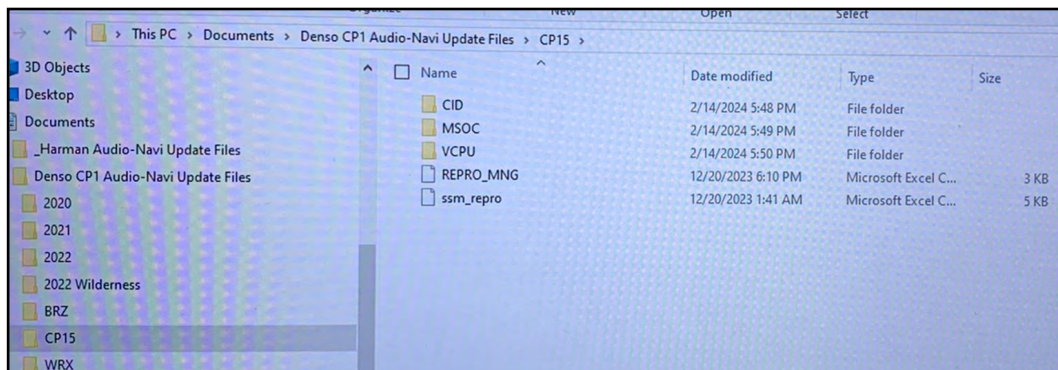 Organize New Open Select
This PC > Documents > Denso CP1 Audio-Navi Update Files > CP15 >
3D Objects
Desktop
Documents
_Harman Audio-Navi Update Files
Denso CP1 Audio-Navi Update Files
2020
2021
2022
2022 Wilderness
BRZ
CP15
WRX
Name Date modified Type Size
CID 2/14/2024 5:48 PM File folder
MSOC 2/14/2024 5:49 PM File folder
VCPU 2/14/2024 5:50 PM File folder
REPRO_MNG 12/20/2023 6:10 PM Microsoft Excel C... 3 KB
ssm_repro 12/20/2023 1:41 AM Microsoft Excel C... 5 KB